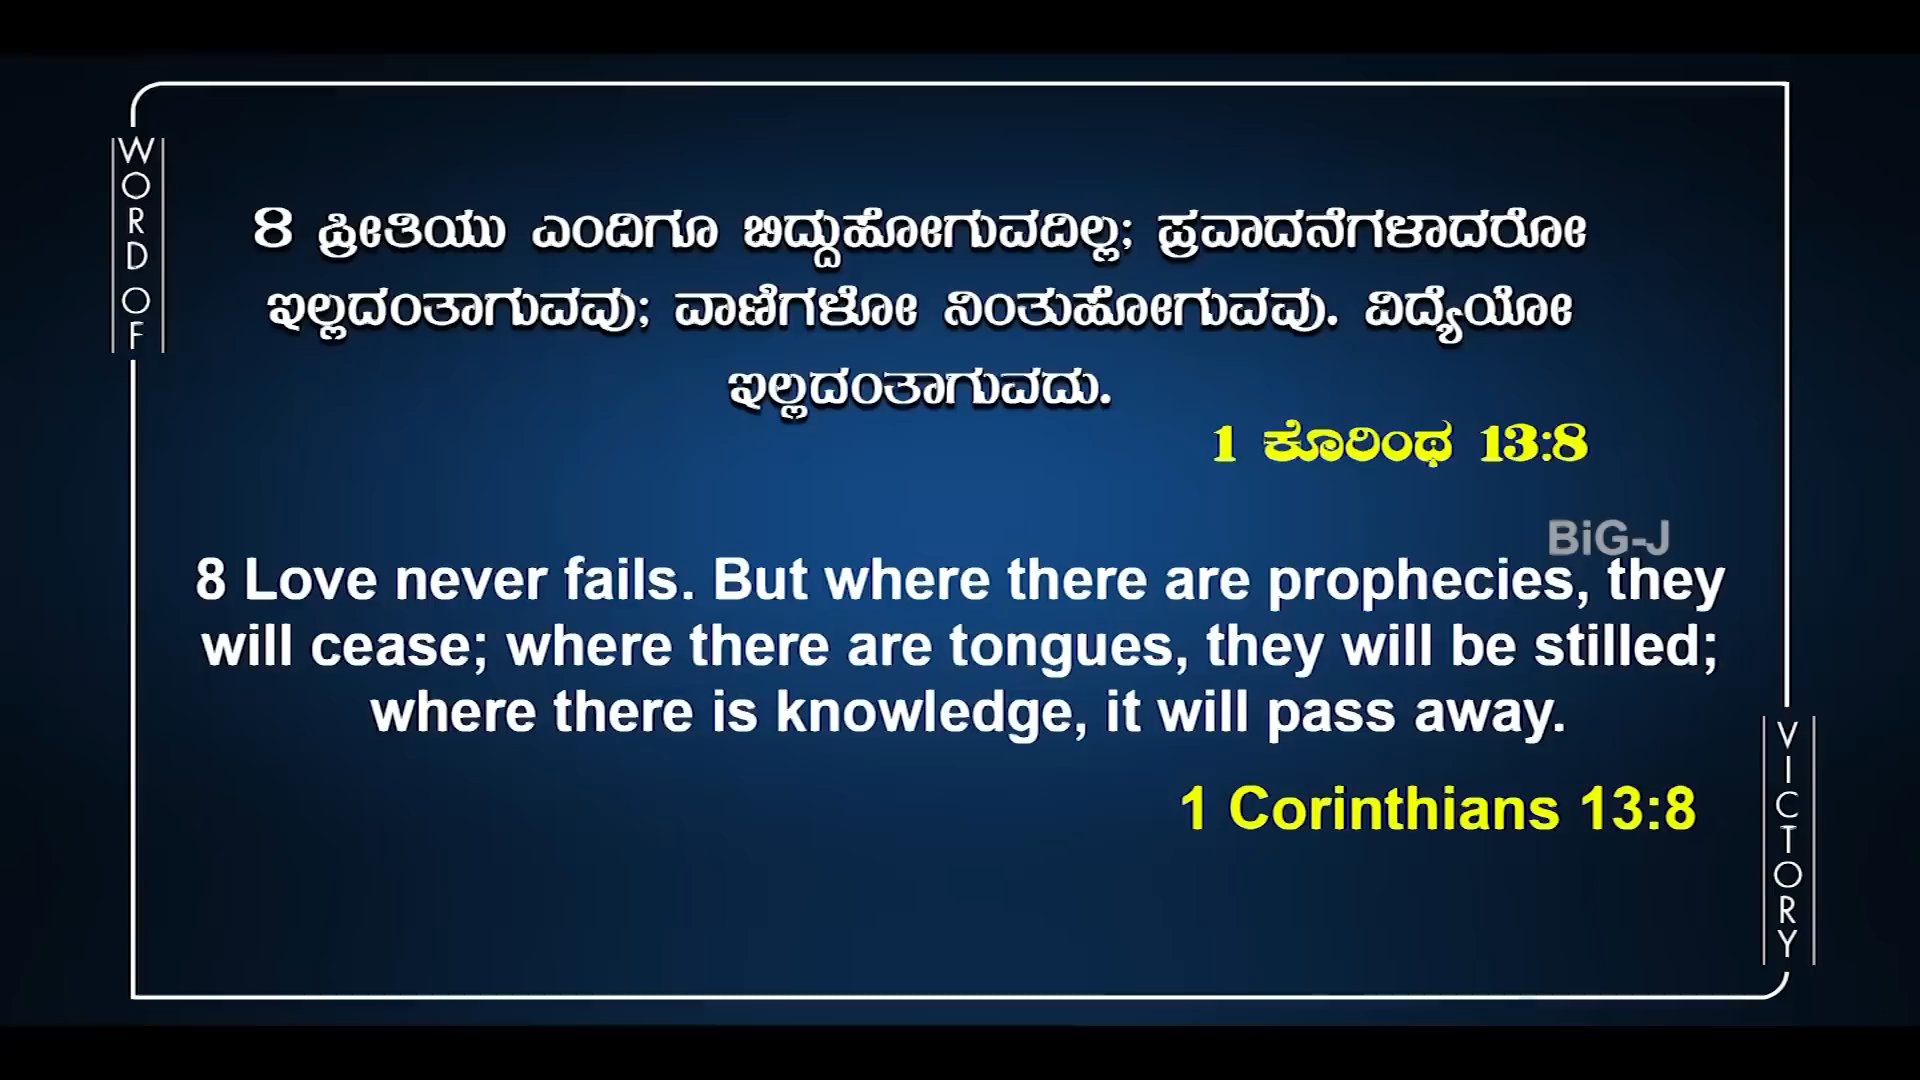 WORD OF
8 ಪ್ರೀತಿಯು ಎಂದಿಗೂ ಬಿದ್ದುಹೋಗುವದಿಲ್ಲ; ಪ್ರವಾದನೆಗಳಾದರೋ
ಇಲ್ಲದಂತಾಗುವವು; ವಾಣಿಗಳೋ ನಿಂತುಹೋಗುವವು. ವಿದ್ಯೆಯೋ
ಇಲ್ಲದಂತಾಗುವದು.
1 ಕೊರಿಂಥ 13:8
BiG-J
8 Love never fails. But where there are prophecies, they
will cease; where there are tongues, they will be stilled;
where there is knowledge, it will pass away.
1 Corinthians 13:8
VICTORY